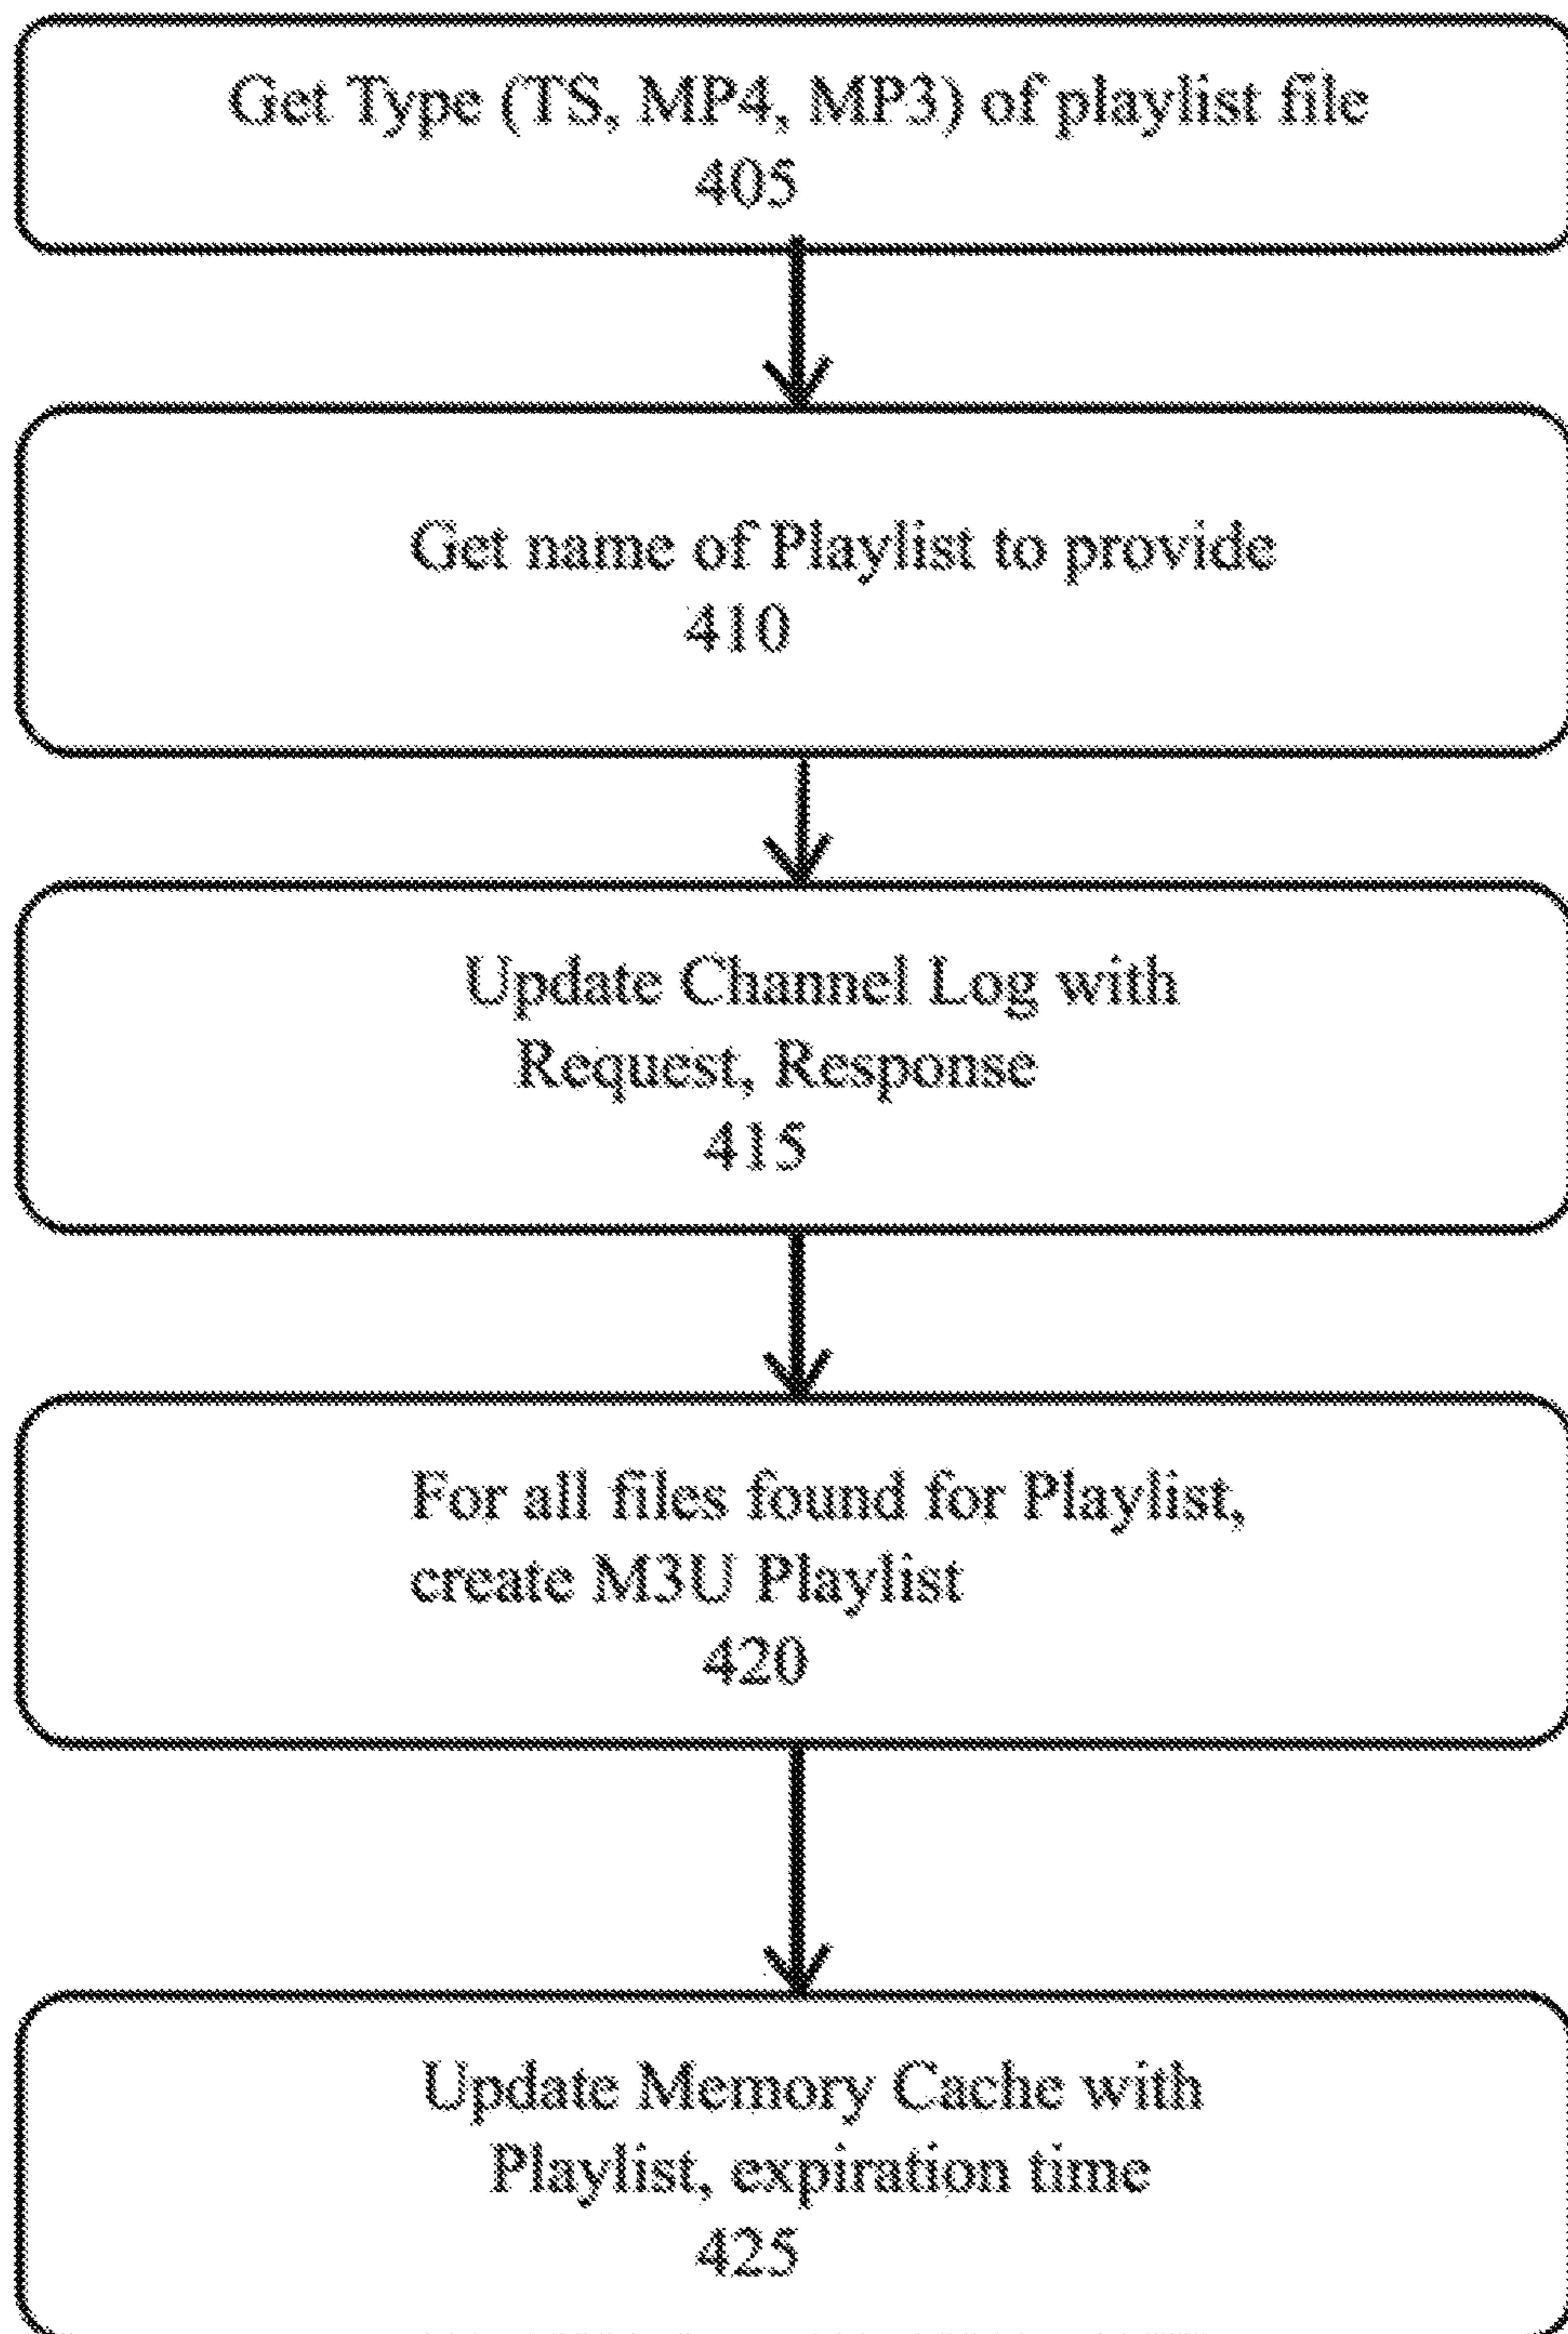 Get Type (TS, MP4, MP3) of playlist file
405
Get name of Playlist to provide
410
Update Channel Log with
Request, Response
415
For all files found for Playlist,
create M3U Playlist
420
Update Memory Cache with
Playlist, expiration time
425